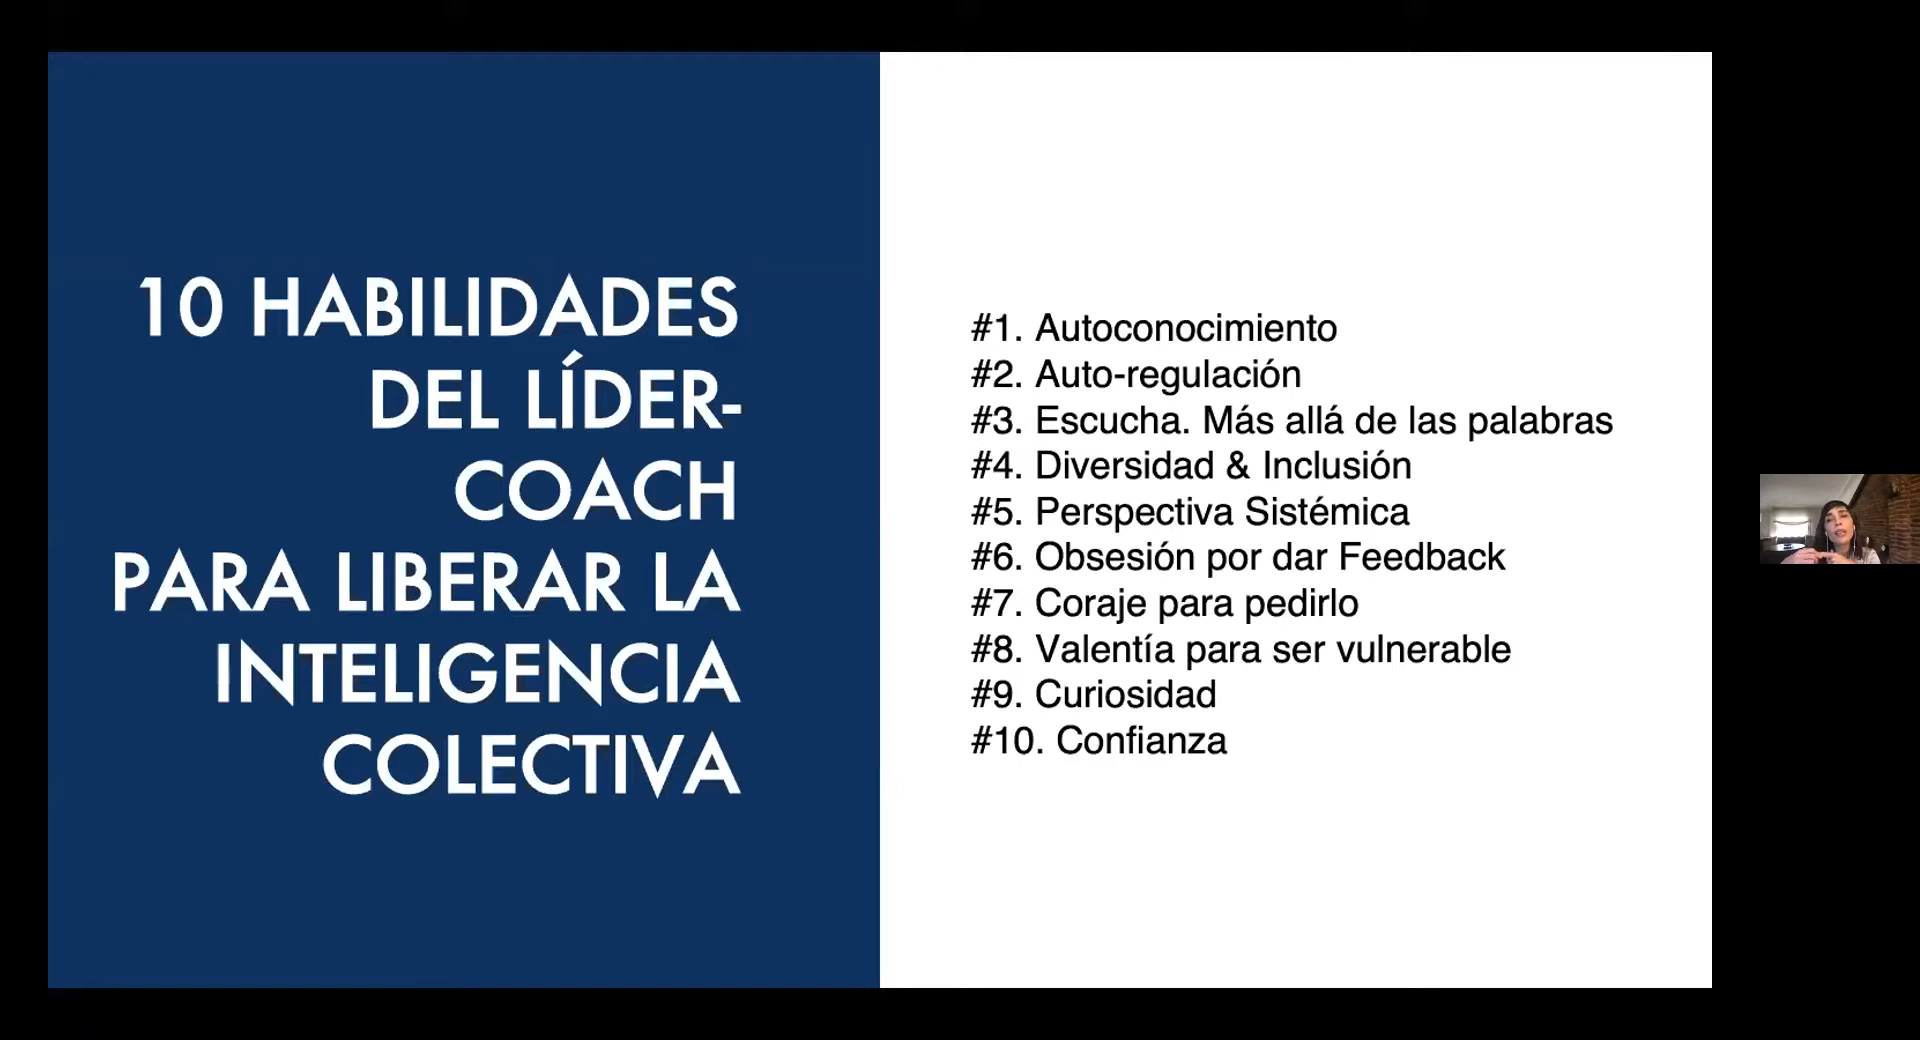 10 HABILIDADES
DEL LÍDER-
COACH
PARA LIBERAR LA
INTELIGENCIA
COLECTIVA
#1. Autoconocimiento
#2. Auto-regulación
#3. Escucha. Más allá de las palabras
#4. Diversidad & Inclusión
#5. Perspectiva Sistémica
#6. Obsesión por dar Feedback
#7. Coraje para pedirlo
#8. Valentía para ser vulnerable
#9. Curiosidad
#10. Confianza